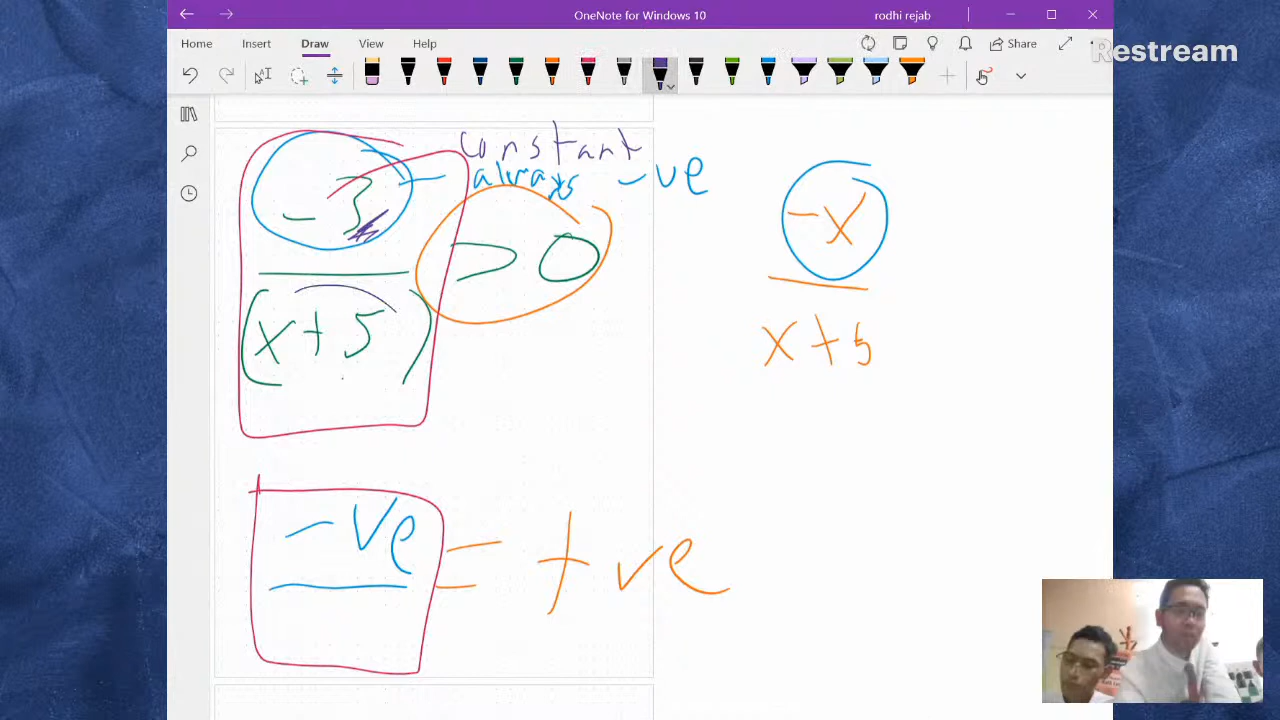 OneNote for Windows 10
rodhi rejab
Home Insert Draw View Help
Share
Restream
constant
always -ve
-3
> 0
(x+5)
-x
x+5
-ve
= +ve